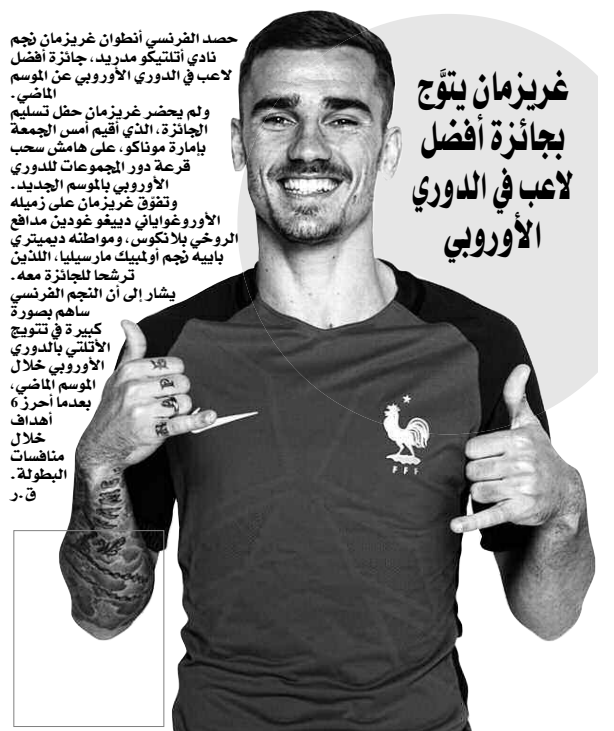 غريزمان يتوَّج
بجائزة أفضل
لاعب في الدوري
الأوروبي
حصد الفرنسي أنطوان غريزمان نجم
نادي أتلتيكو مدريد، جائزة أفضل
لاعب في الدوري الأوروبي عن الموسم
الماضي.
ولم يحضر غريزمان حفل تسليم
الجائزة، الذي أقيم أمس الجمعة
بإمارة موناكو، على هامش سحب
قرعة دور المجموعات للدوري
الأوروبي بالموسم الجديد.
وتفوّق غريزمان على زميله
الأوروغواياني دييغو غودين مدافع
الروخي بلانكوس، ومواطنه ديميتري
باييه نجم أولمبيك مارسيليا، اللذين
ترشحا للجائزة معه.
يشار إلى أن النجم الفرنسي
ساهم بصورة
كبيرة في تتويج
الأتلتي بالدوري
الأوروبي خلال
الموسم الماضي،
بعدما أحرز 6
أهداف
خلال
منافسات
البطولة.
ق.ر
FFF